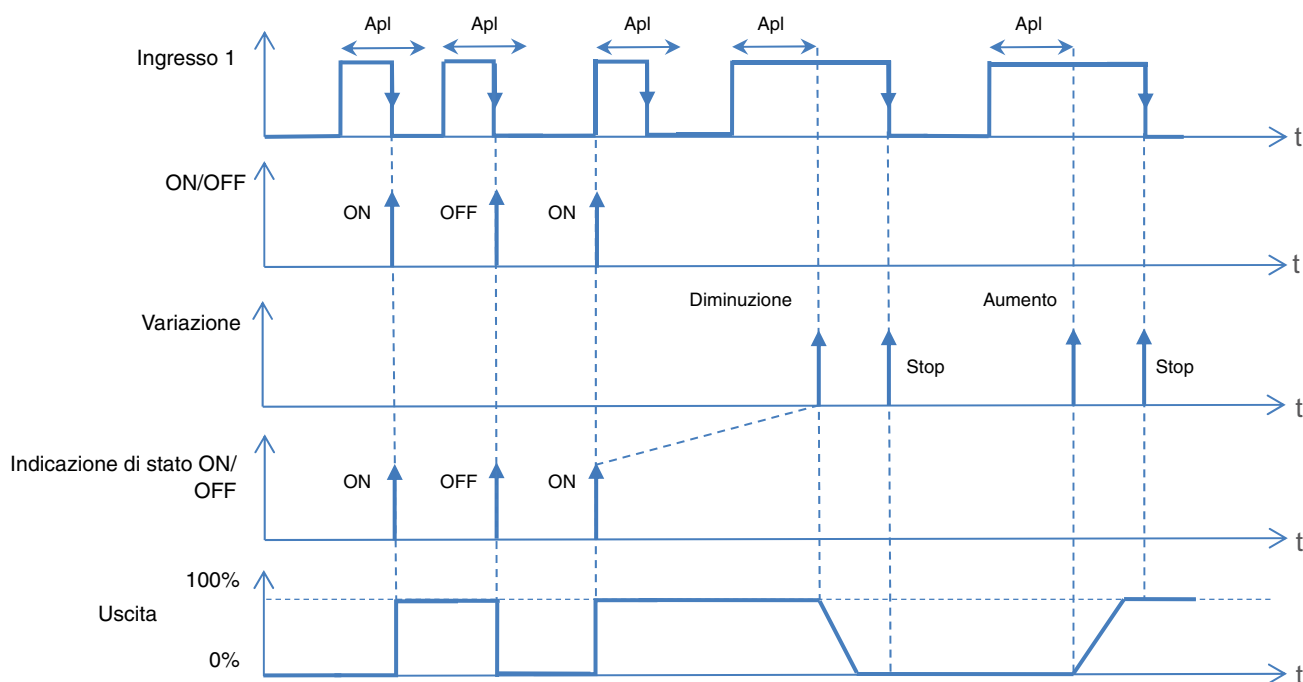 Apl Apl Apl Apl Apl
Ingresso 1
t
ON/OFF
ON OFF ON
t
Diminuzione Aumento
Variazione
Stop Stop
t
Indicazione di stato ON/
OFF
ON OFF ON
t
100%
Uscita
0%
t